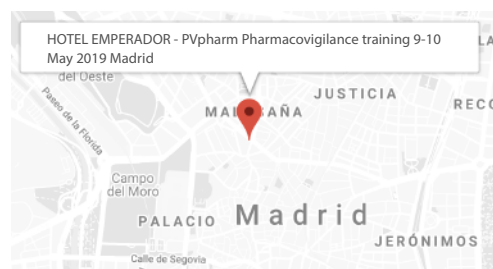 HOTEL EMPERADOR - PVpharm Pharmacovigilance training 9-10
May 2019 Madrid
del Oeste
Paseo de la Florida
JUSTICIA
MALASAÑA
Campo
del Moro
PALACIO
Madrid
JERÓNIMOS
Calle de Segovia